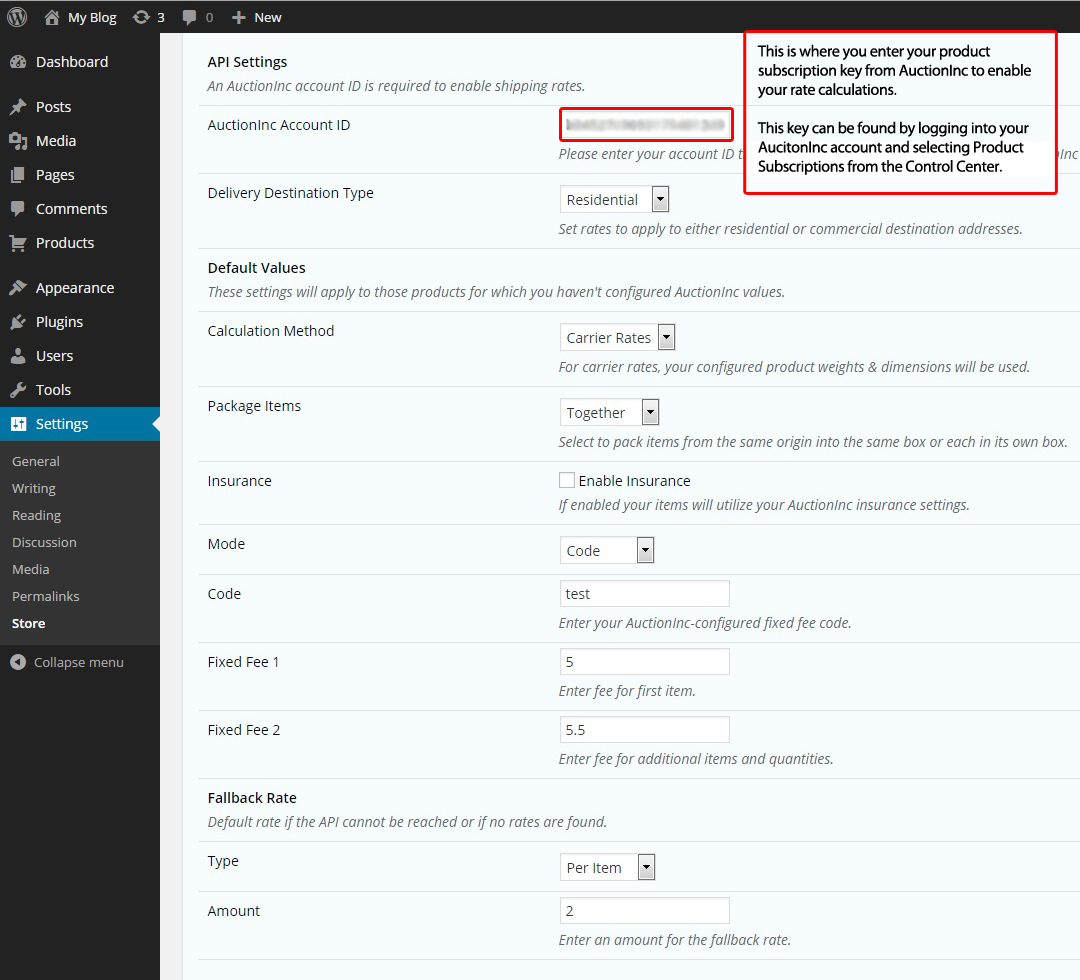 My Blog 3 0 New
Dashboard
Posts
Media
Pages
Comments
Products
Appearance
Plugins
Users
Tools
Settings
General
Writing
Reading
Discussion
Media
Permalinks
Store
Collapse menu
API Settings
An AuctionInc account ID is required to enable shipping rates.
AuctionInc Account ID
Please enter your account ID
This is where you enter your product
subscription key from AuctionInc to enable
your rate calculations.
This key can be found by logging into your
AucitonInc account and selecting Product
Subscriptions from the Control Center.
Delivery Destination Type
Residential
Set rates to apply to either residential or commercial destination addresses.
Default Values
These settings will apply to those products for which you haven't configured AuctionInc values.
Calculation Method
Carrier Rates
For carrier rates, your configured product weights & dimensions will be used.
Package Items
Together
Select to pack items from the same origin into the same box or each in its own box.
Insurance
Enable Insurance
If enabled your items will utilize your AuctionInc insurance settings.
Mode
Code
Code
test
Enter your AuctionInc-configured fixed fee code.
Fixed Fee 1
5
Enter fee for first item.
Fixed Fee 2
5.5
Enter fee for additional items and quantities.
Fallback Rate
Default rate if the API cannot be reached or if no rates are found.
Type
Per Item
Amount
2
Enter an amount for the fallback rate.